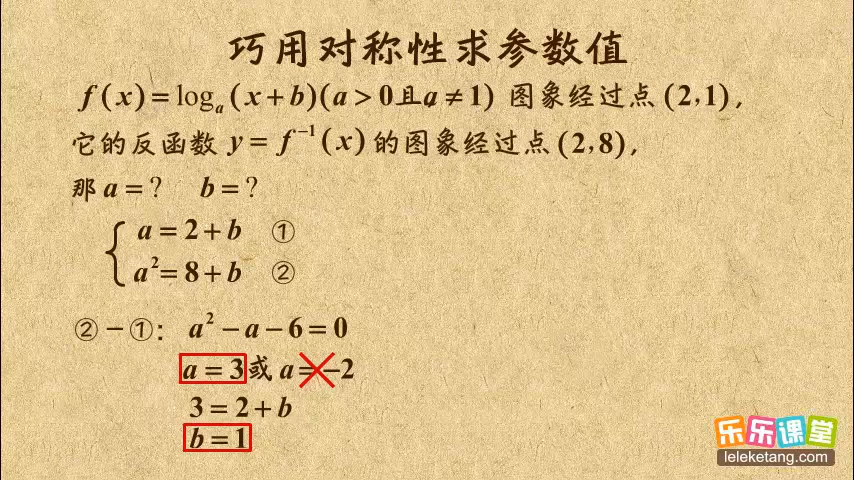 巧用对称性求参数值
f(x)=logₐ(x+b)(a>0且a≠1) 图象经过点(2,1),
它的反函数 y=f⁻¹(x)的图象经过点(2,8),
那a=? b=?
a=2+b ①
a²=8+b ②
②-①: a²-a-6=0
a=3或a=-2
3=2+b
b=1
乐乐课堂
leleketang.com